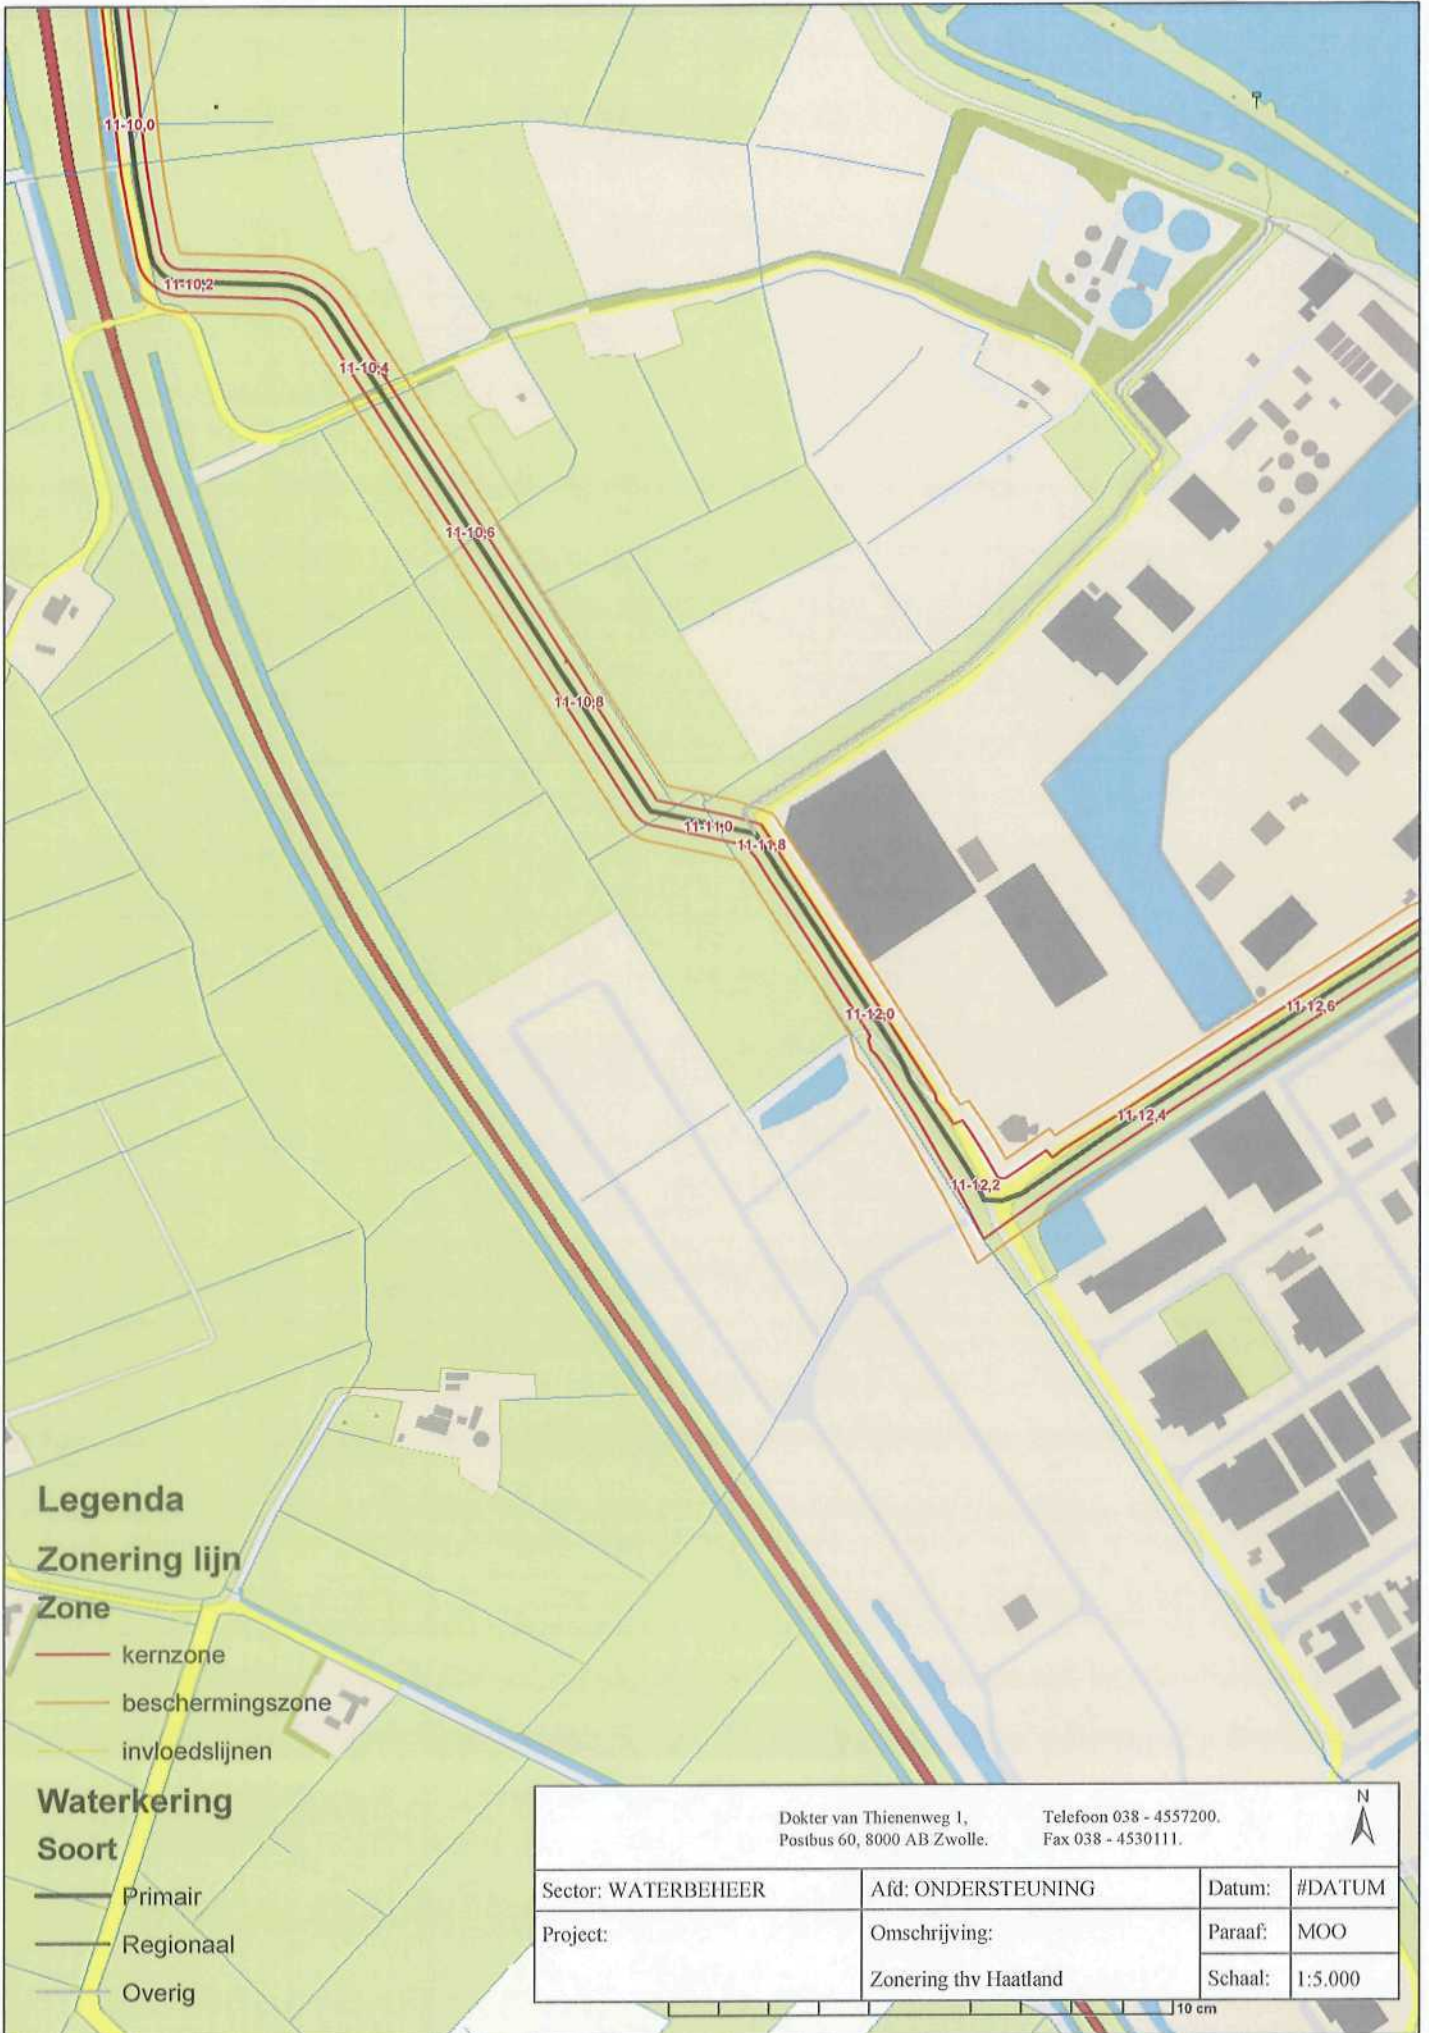 11-10,0
11-10,2
11-10,4
11-10,6
11-10,8
11-11,0
11-11,8
11-12,0
11-12,6
11-12,4
11-12,2
Legenda
Zonering lijn
Zone
kernzone
beschermingszone
invloedslijnen
Waterkering
Soort
Primair
Regionaal
Overig
Dokter van Thienenweg 1, Telefoon 038 - 4557200.
Postbus 60, 8000 AB Zwolle. Fax 038 - 4530111.
N
Sector: WATERBEHEER Afd: ONDERSTEUNING Datum: #DATUM
Project: Omschrijving: Paraaf: MOO
Zonering thv Haatland Schaal: 1:5.000
10 cm